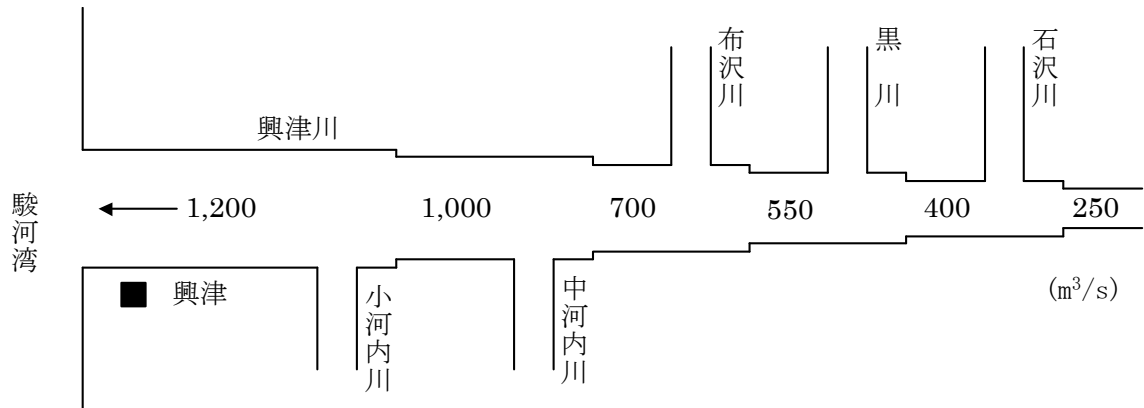 布沢川
黒川
石沢川
興津川
駿河湾
1,200
1,000
700
550
400
250
興津
小河内川
中河内川
(m³/s)